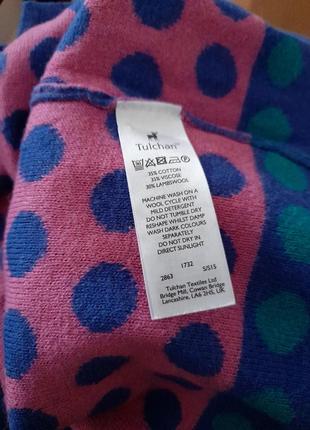 Tulchan
35% COTTON
35% VISCOSE
30% LAMBSWOOL
MACHINE WASH ON A
WOOL CYCLE WITH
MILD DETERGENT
DO NOT TUMBLE DRY
RESHAPE WHILST DAMP
WASH DARK COLOURS
SEPARATELY
DO NOT DRY IN
DIRECT SUNLIGHT
2863 1732 S/S15
Tulchan Textiles Ltd
Bridge Mill, Cowan Bridge
Lancashire, LA6 2HS, UK.